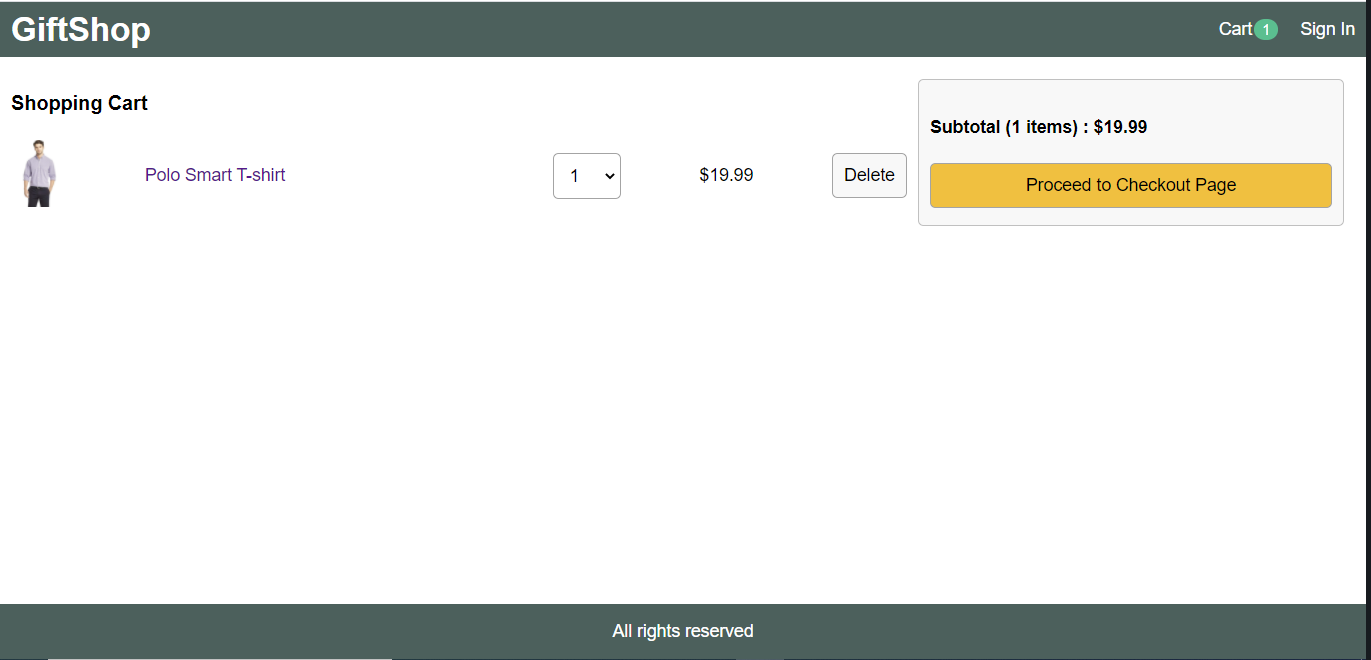 GiftShop
Cart 1 Sign In
Shopping Cart
Polo Smart T-shirt 1 $19.99 Delete
Subtotal (1 items) : $19.99
Proceed to Checkout Page
All rights reserved